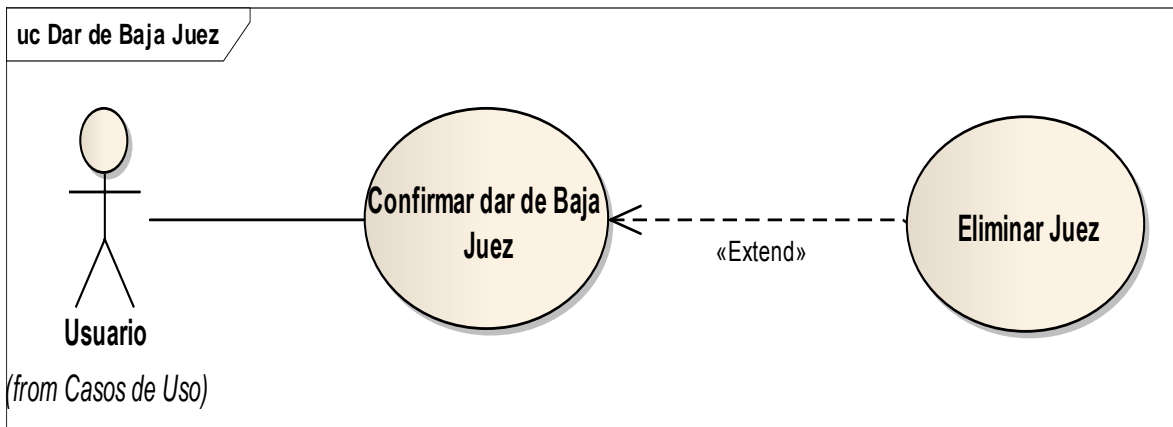 uc Dar de Baja Juez
Confirmar dar de Baja
Juez
«Extend»
Eliminar Juez
Usuario
(from Casos de Uso)